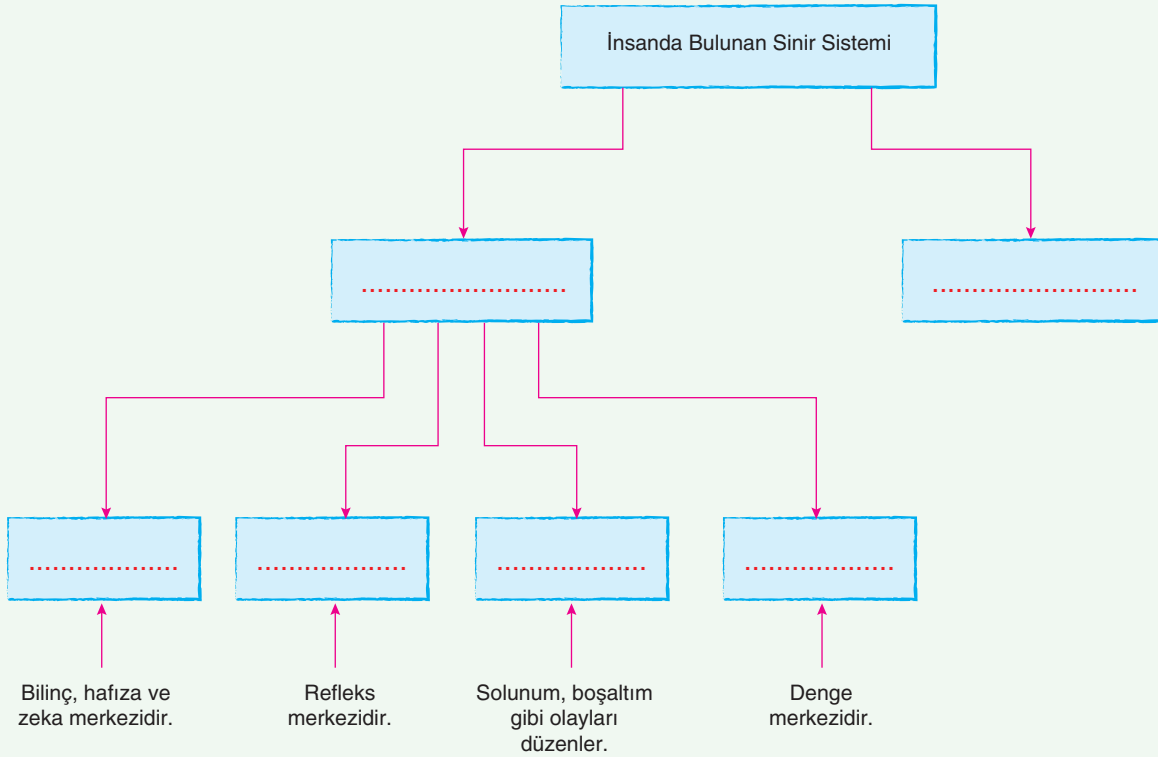 İnsanda Bulunan Sinir Sistemi
..........................
..........................
...................
...................
...................
...................
Bilinç, hafıza ve
zeka merkezidir.
Refleks
merkezidir.
Solunum, boşaltım
gibi olayları
düzenler.
Denge
merkezidir.